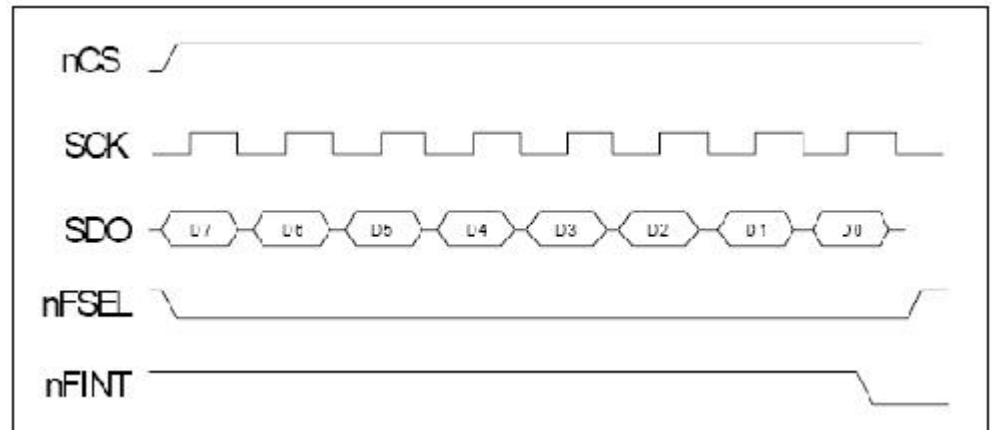 nCS
SCK
SDO D7 D6 D5 D4 D3 D2 D1 D0
nFSEL
nFINT